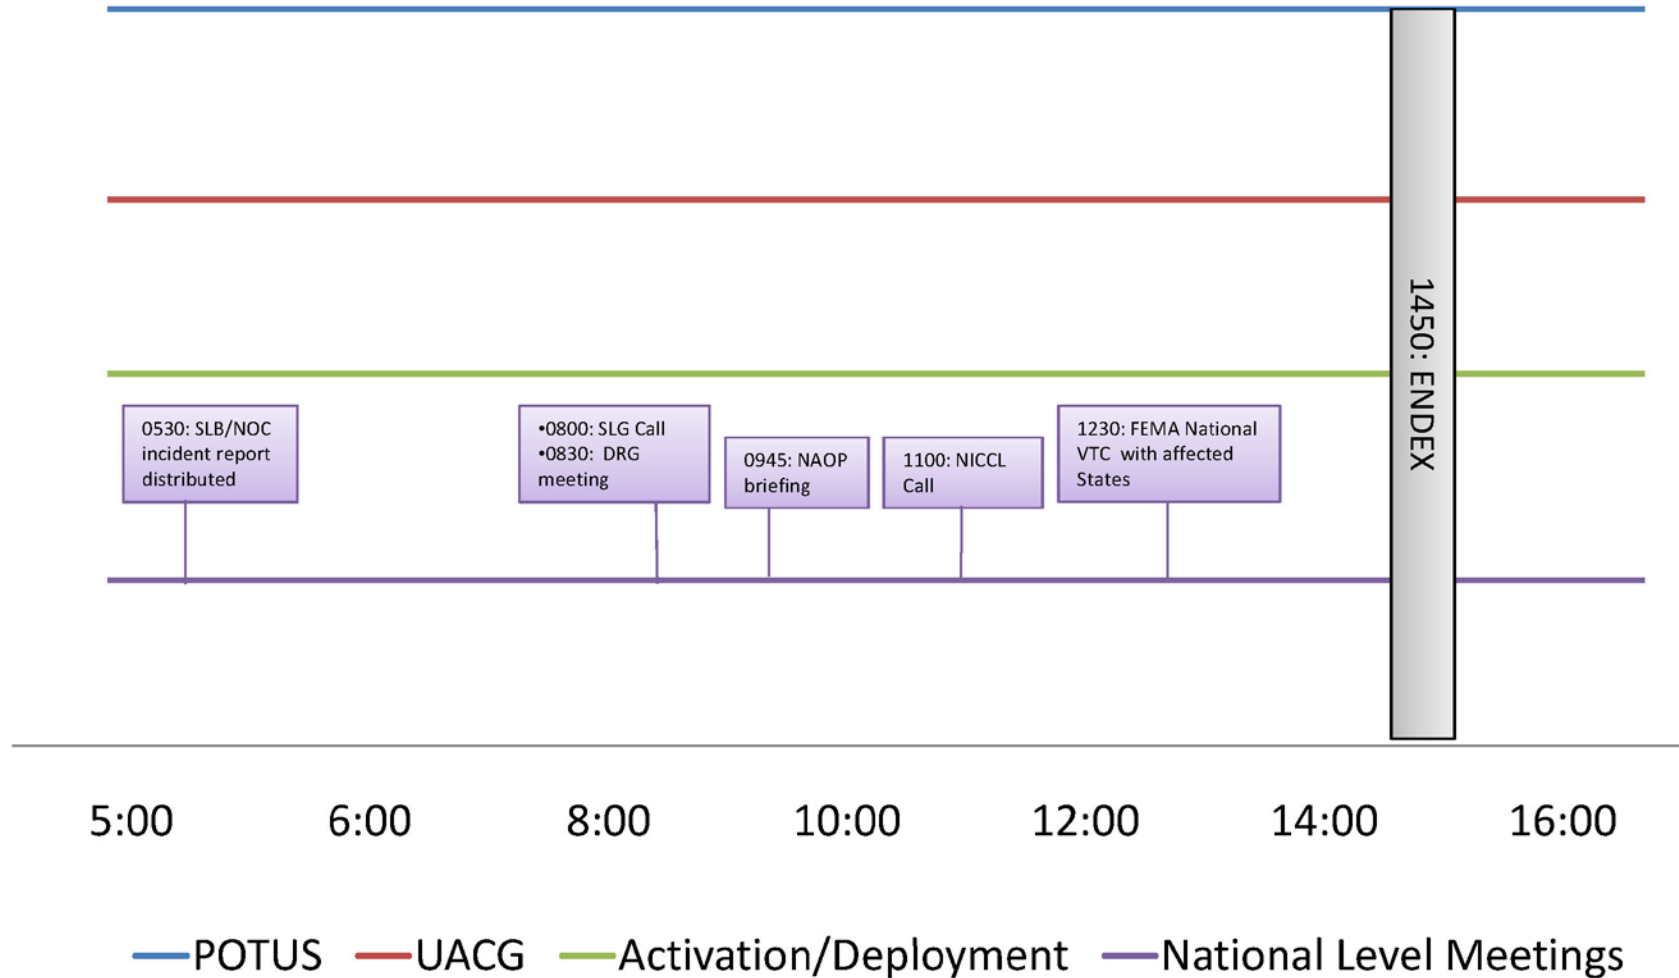 0530: SLB/NOC
incident report
distributed
•0800: SLG Call
•0830: DRG
meeting
0945: NAOP
briefing
1100: NICCL
Call
1230: FEMA National
VTC with affected
States
1450: ENDEX
5:00 6:00 8:00 10:00 12:00 14:00 16:00
POTUS UACG Activation/Deployment National Level Meetings